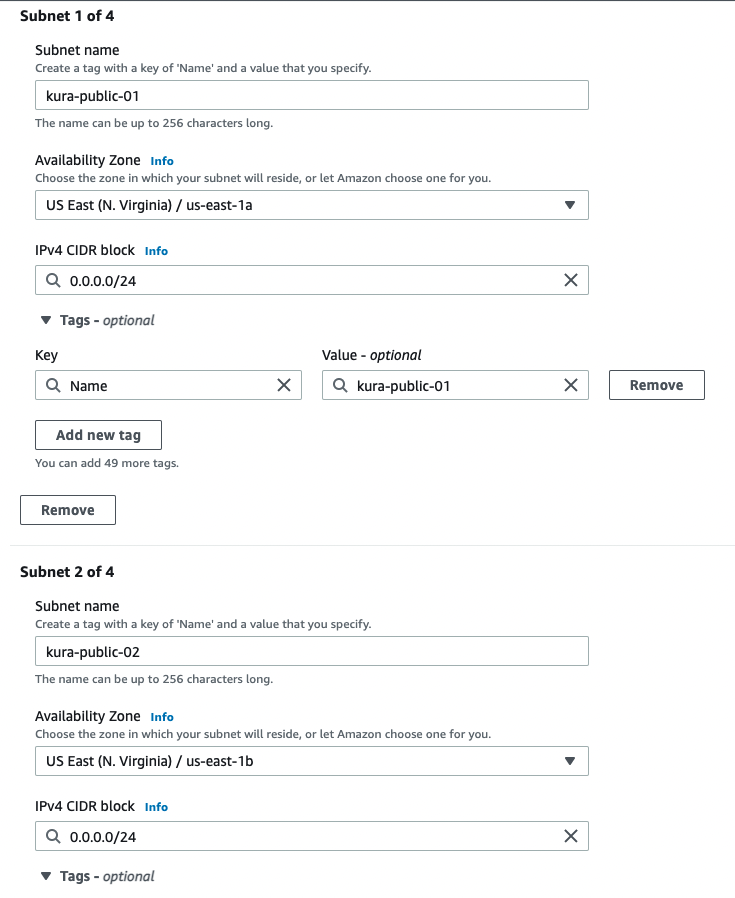 Subnet 1 of 4
Subnet name
Create a tag with a key of 'Name' and a value that you specify.
kura-public-01
The name can be up to 256 characters long.
Availability Zone Info
Choose the zone in which your subnet will reside, or let Amazon choose one for you.
US East (N. Virginia) / us-east-1a
IPv4 CIDR block Info
0.0.0.0/24
Tags - optional
Key Value - optional
Name kura-public-01 Remove
Add new tag
You can add 49 more tags.
Remove
Subnet 2 of 4
Subnet name
Create a tag with a key of 'Name' and a value that you specify.
kura-public-02
The name can be up to 256 characters long.
Availability Zone Info
Choose the zone in which your subnet will reside, or let Amazon choose one for you.
US East (N. Virginia) / us-east-1b
IPv4 CIDR block Info
0.0.0.0/24
Tags - optional